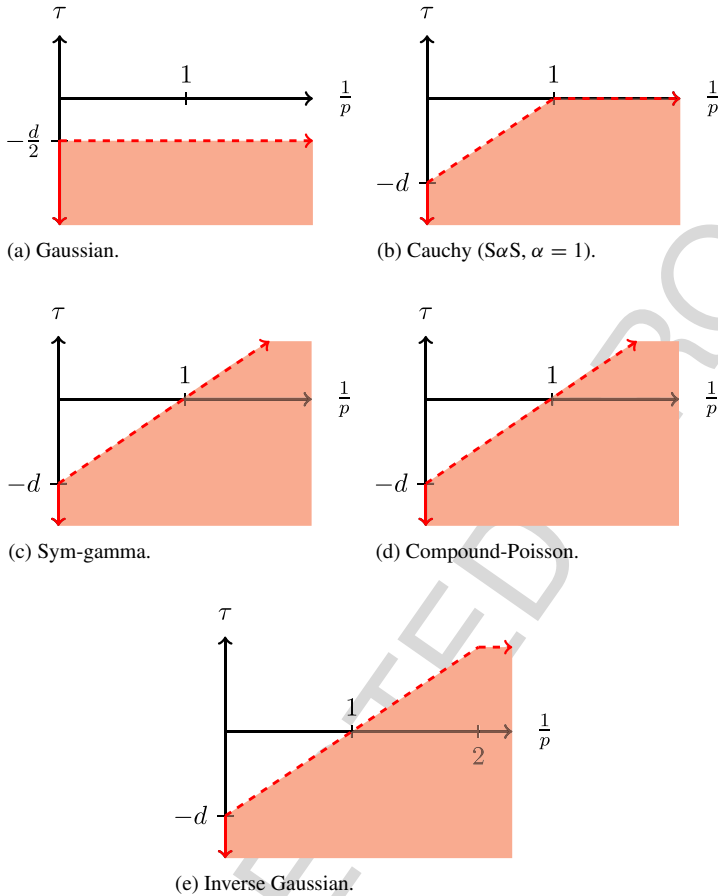 τ τ
1 1
1/p 1/p
−d/2
−d
(a) Gaussian.
(b) Cauchy (SαS, α = 1).
τ τ
1 1
1/p 1/p
−d −d
(c) Sym-gamma.
(d) Compound-Poisson.
τ
1
1/p
2
−d
(e) Inverse Gaussian.